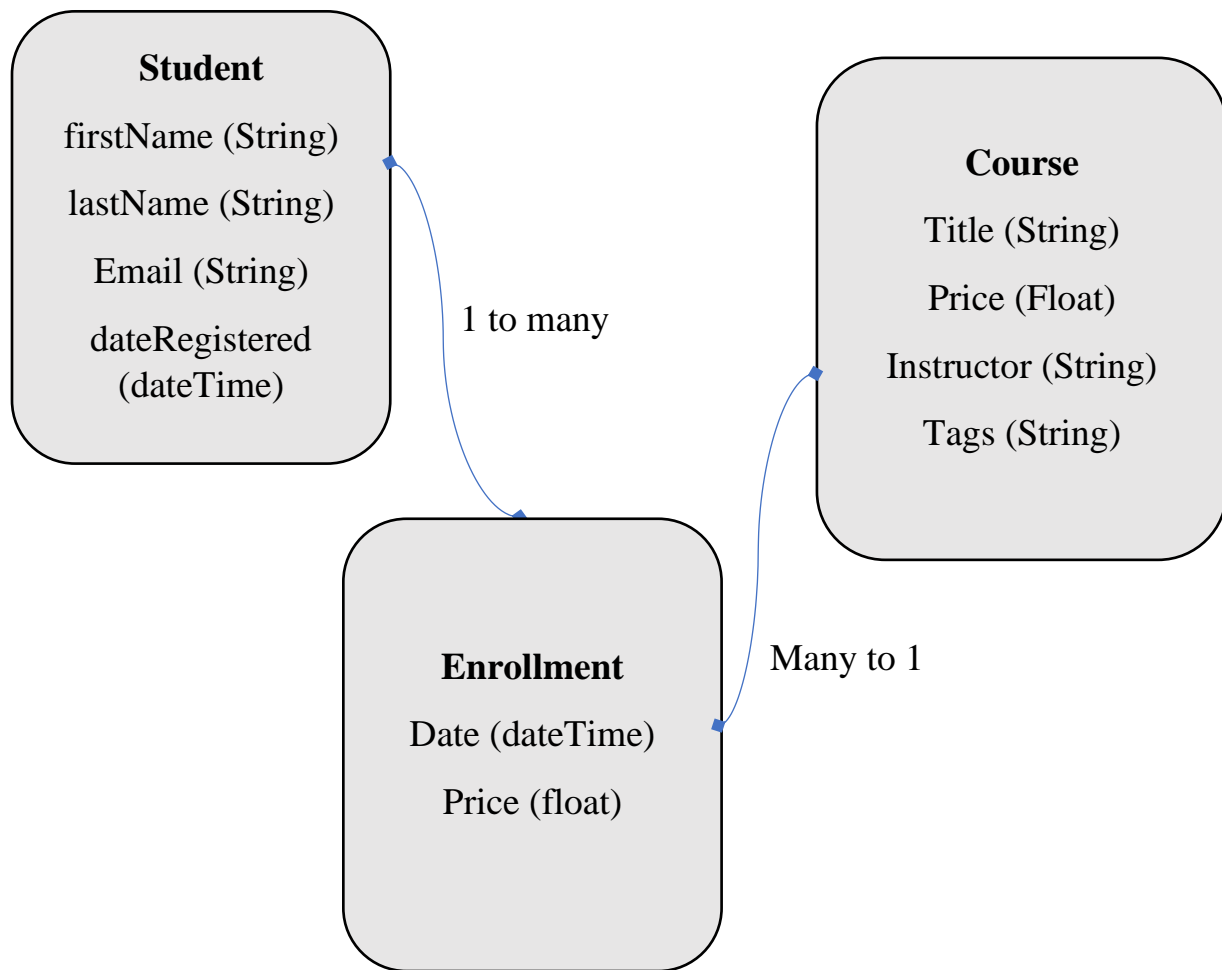 Student
firstName (String)
lastName (String)
Email (String)
dateRegistered
(dateTime)
1 to many
Course
Title (String)
Price (Float)
Instructor (String)
Tags (String)
Many to 1
Enrollment
Date (dateTime)
Price (float)